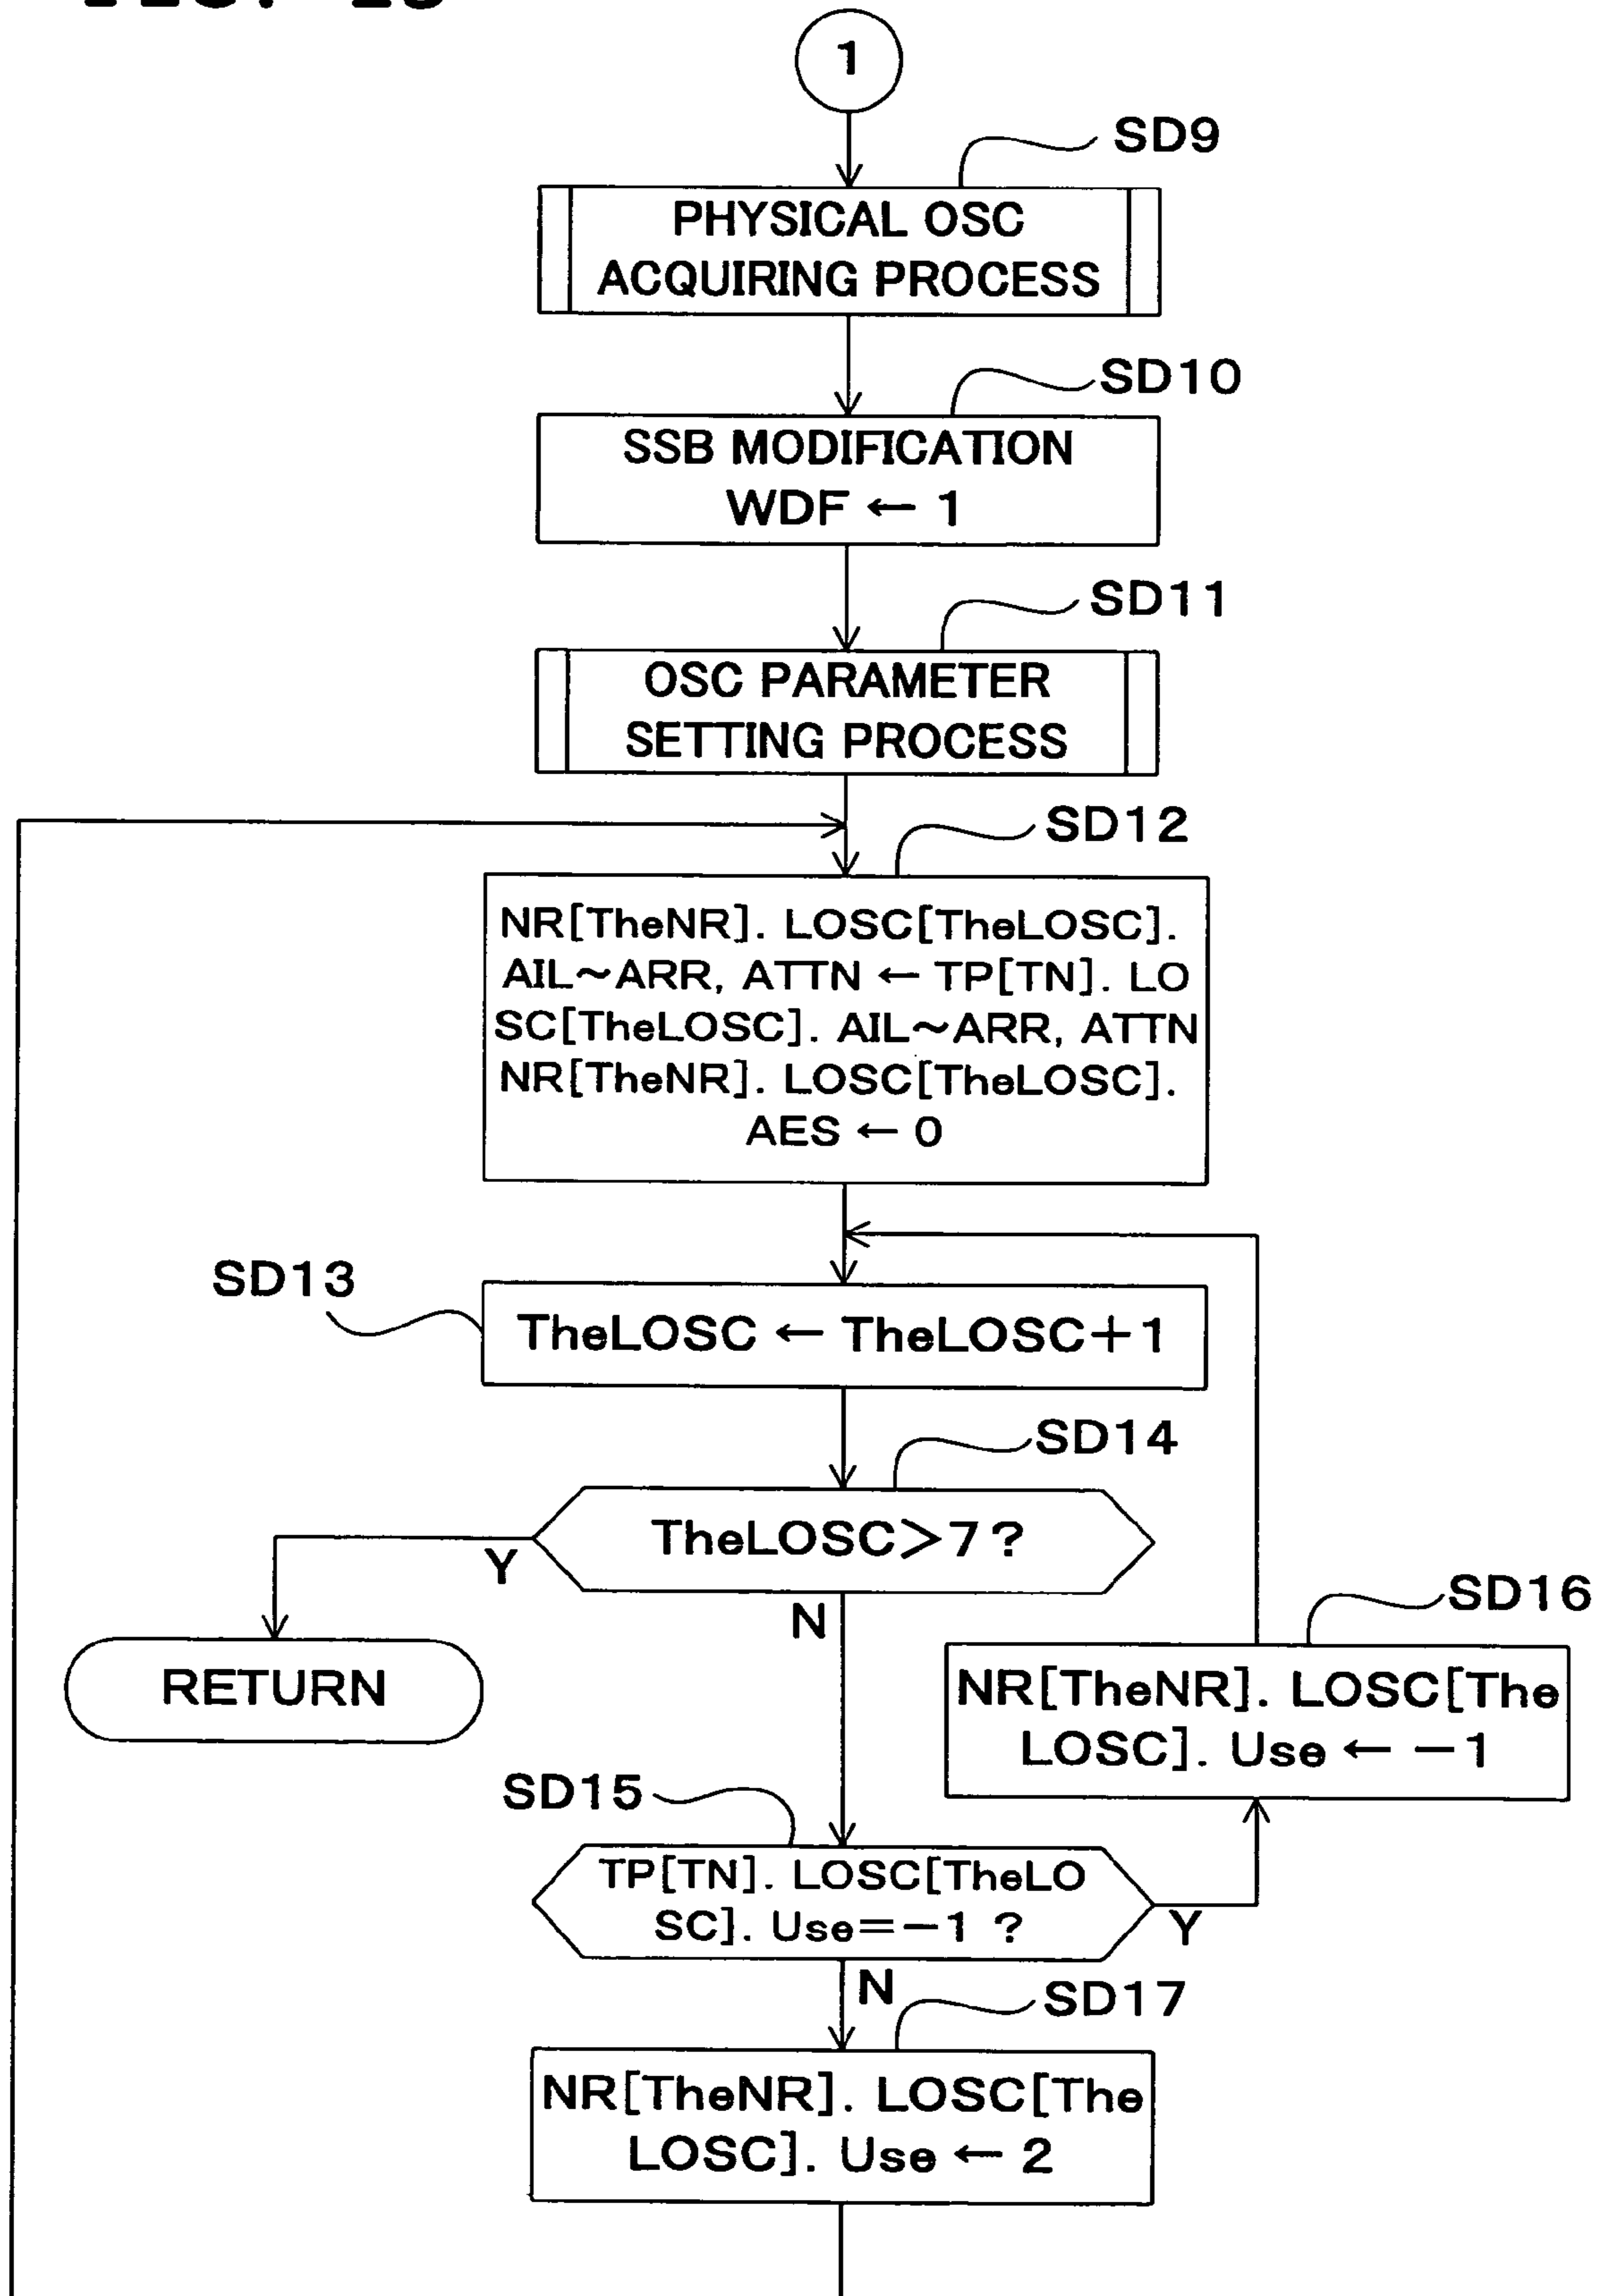 1
SD9
PHYSICAL OSC
ACQUIRING PROCESS
SD10
SSB MODIFICATION
WDF ← 1
SD11
OSC PARAMETER
SETTING PROCESS
SD12
NR[TheNR]. LOSC[TheLOSC].
AIL~ARR, ATTN ← TP[TN]. LO
SC[TheLOSC]. AIL~ARR, ATTN
NR[TheNR]. LOSC[TheLOSC].
AES ← 0
SD13
TheLOSC ← TheLOSC+1
SD14
TheLOSC>7?
Y
N
RETURN
SD16
NR[TheNR]. LOSC[The
LOSC]. Use ← −1
SD15
TP[TN]. LOSC[TheLO
SC]. Use=−1 ?
Y
N
SD17
NR[TheNR]. LOSC[The
LOSC]. Use ← 2